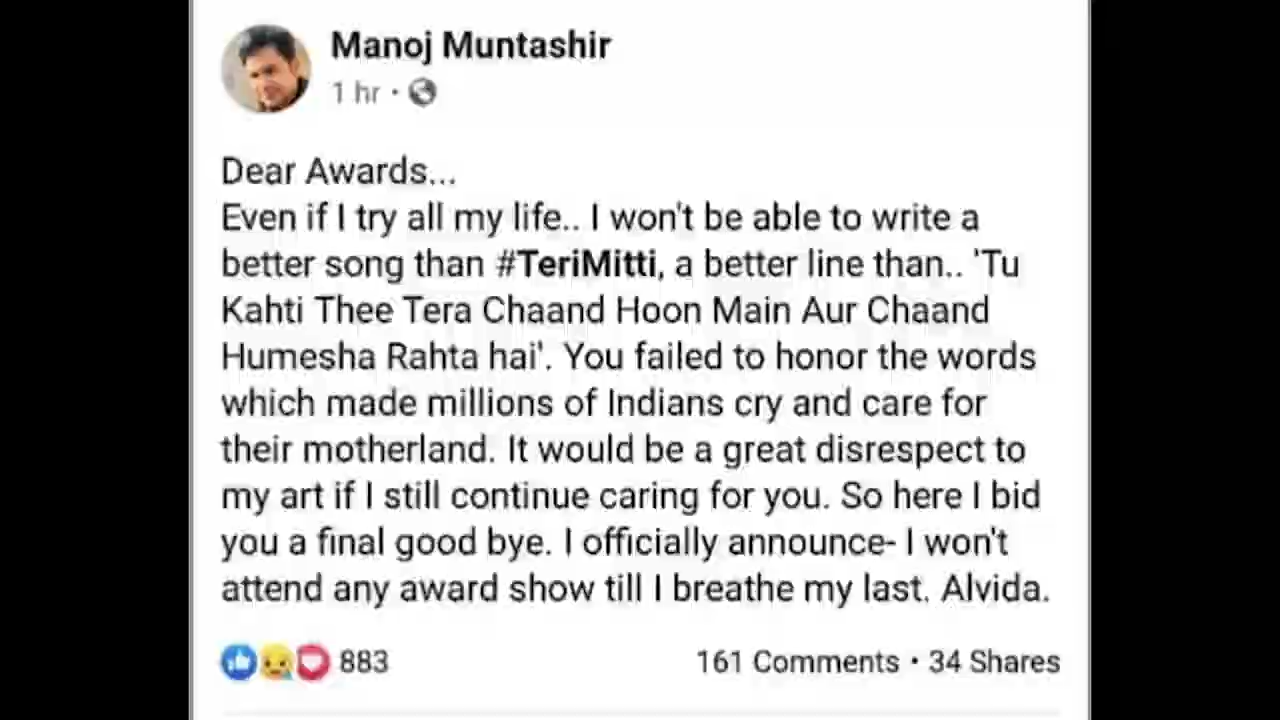 Manoj Muntashir
1 hr ·
Dear Awards...
Even if I try all my life.. I won't be able to write a
better song than #TeriMitti, a better line than.. 'Tu
Kahti Thee Tera Chaand Hoon Main Aur Chaand
Humesha Rahta hai'. You failed to honor the words
which made millions of Indians cry and care for
their motherland. It would be a great disrespect to
my art if I still continue caring for you. So here I bid
you a final good bye. I officially announce- I won't
attend any award show till I breathe my last. Alvida.
883 161 Comments · 34 Shares